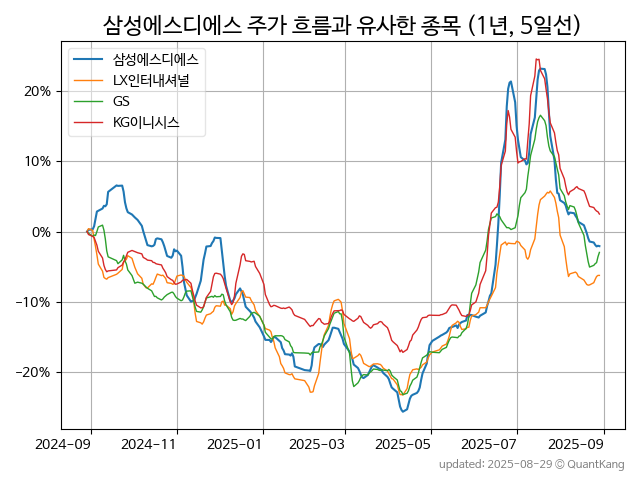 삼성에스디에스 주가 흐름과 유사한 종목 (1년, 5일선)
삼성에스디에스
LX인터내셔널
GS
KG이니시스
20%
10%
0%
−10%
−20%
2024-09 2024-11 2025-01 2025-03 2025-05 2025-07 2025-09
updated: 2025-08-29 © QuantKang